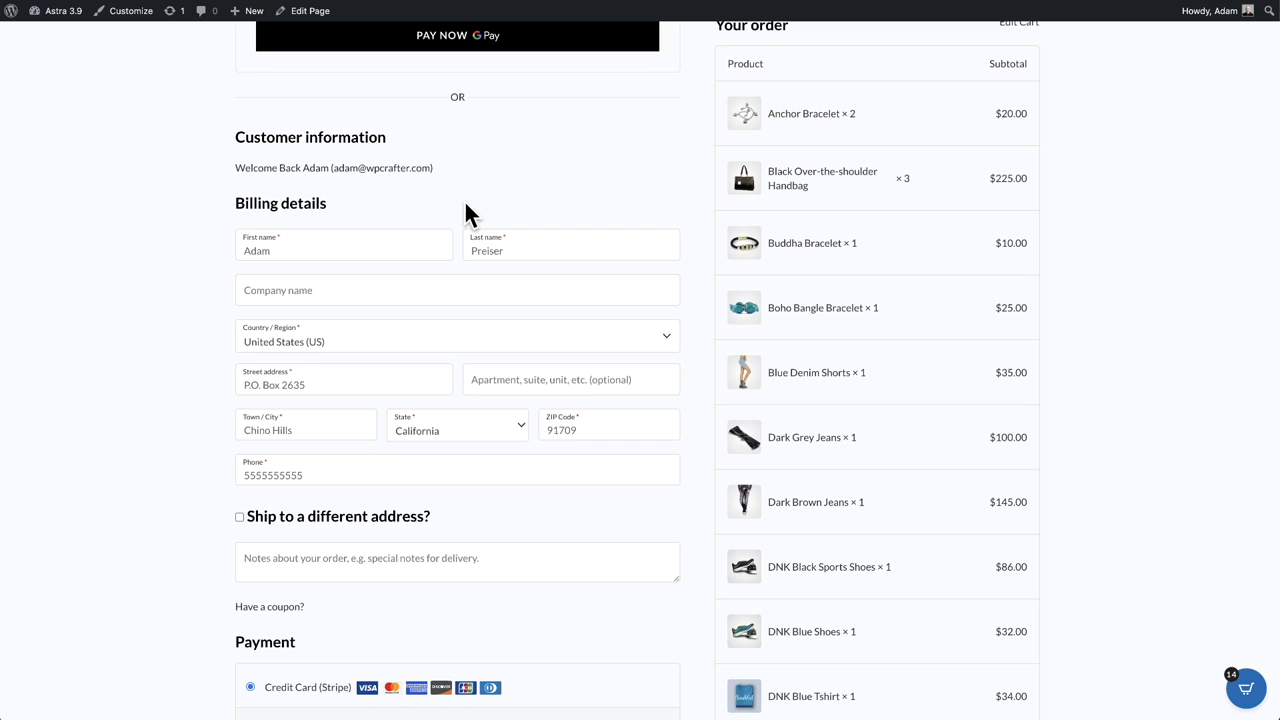 Astra 3.9 Customize 1 0 New Edit Page Howdy, Adam
PAY NOW G Pay
OR
Customer information
Welcome Back Adam (adam@wpcrafter.com)
Billing details
First name *
Adam
Last name *
Preiser
Company name
Country / Region *
United States (US)
Street address *
P.O. Box 2635
Apartment, suite, unit, etc. (optional)
Town / City *
Chino Hills
State *
California
ZIP Code *
91709
Phone *
5555555555
Ship to a different address?
Notes about your order, e.g. special notes for delivery.
Have a coupon?
Payment
Credit Card (Stripe) VISA
Your order Edit Cart
Product Subtotal
Anchor Bracelet × 2 $20.00
Black Over-the-shoulder
Handbag × 3 $225.00
Buddha Bracelet × 1 $10.00
Boho Bangle Bracelet × 1 $25.00
Blue Denim Shorts × 1 $35.00
Dark Grey Jeans × 1 $100.00
Dark Brown Jeans × 1 $145.00
DNK Black Sports Shoes × 1 $86.00
DNK Blue Shoes × 1 $32.00
DNK Blue Tshirt × 1 $34.00
14